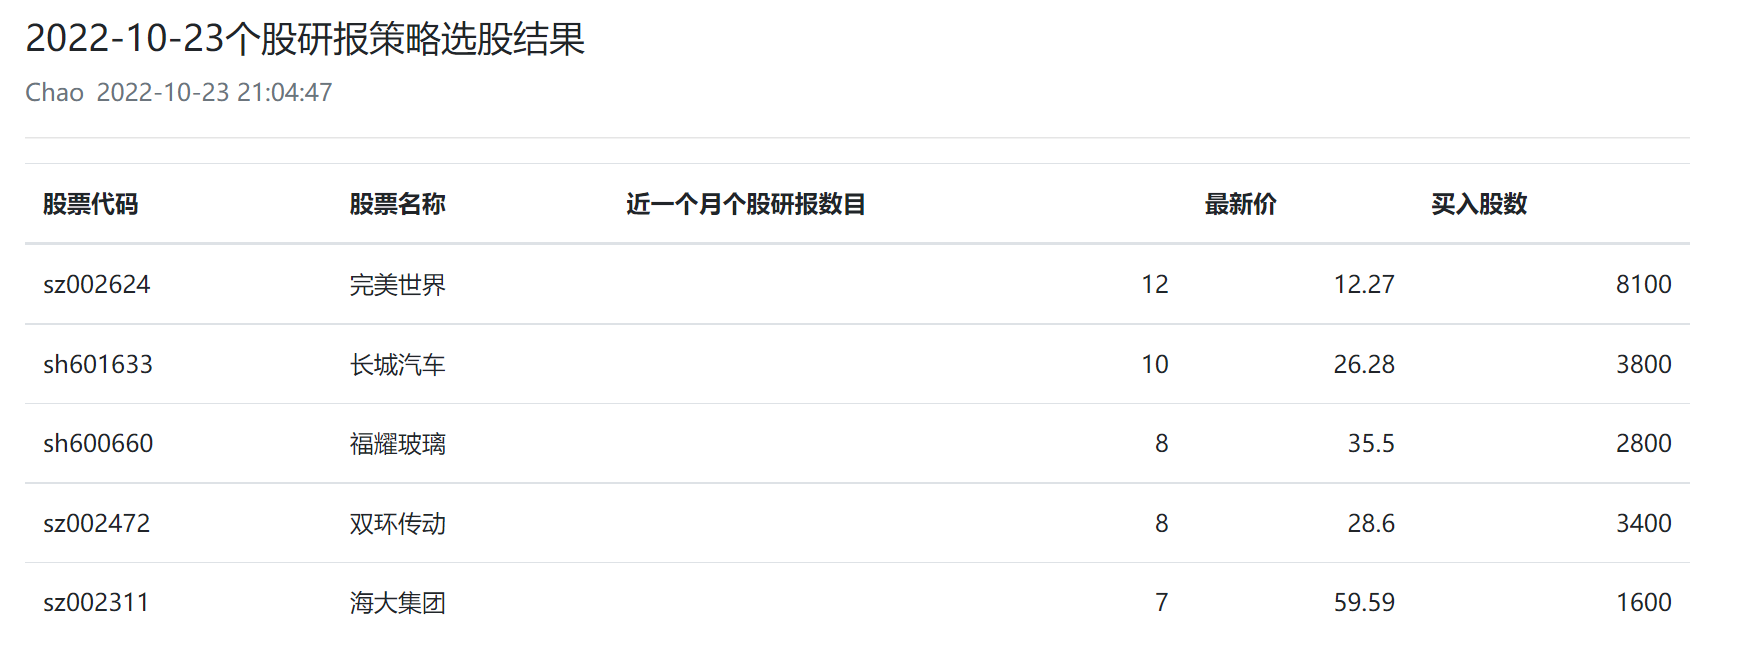 2022-10-23个股研报策略选股结果
Chao 2022-10-23 21:04:47
股票代码 股票名称 近一个月个股研报数目 最新价 买入股数
sz002624 完美世界 12 12.27 8100
sh601633 长城汽车 10 26.28 3800
sh600660 福耀玻璃 8 35.5 2800
sz002472 双环传动 8 28.6 3400
sz002311 海大集团 7 59.59 1600